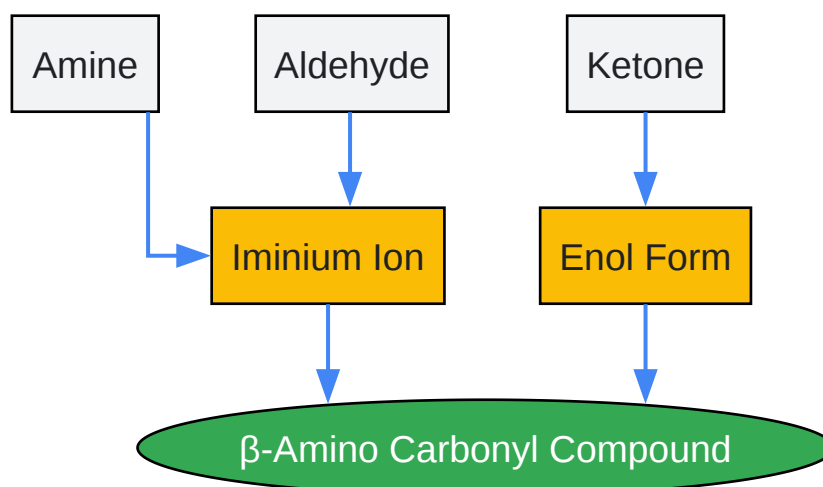 Amine
Aldehyde
Ketone
Iminium Ion
Enol Form
β-Amino Carbonyl Compound